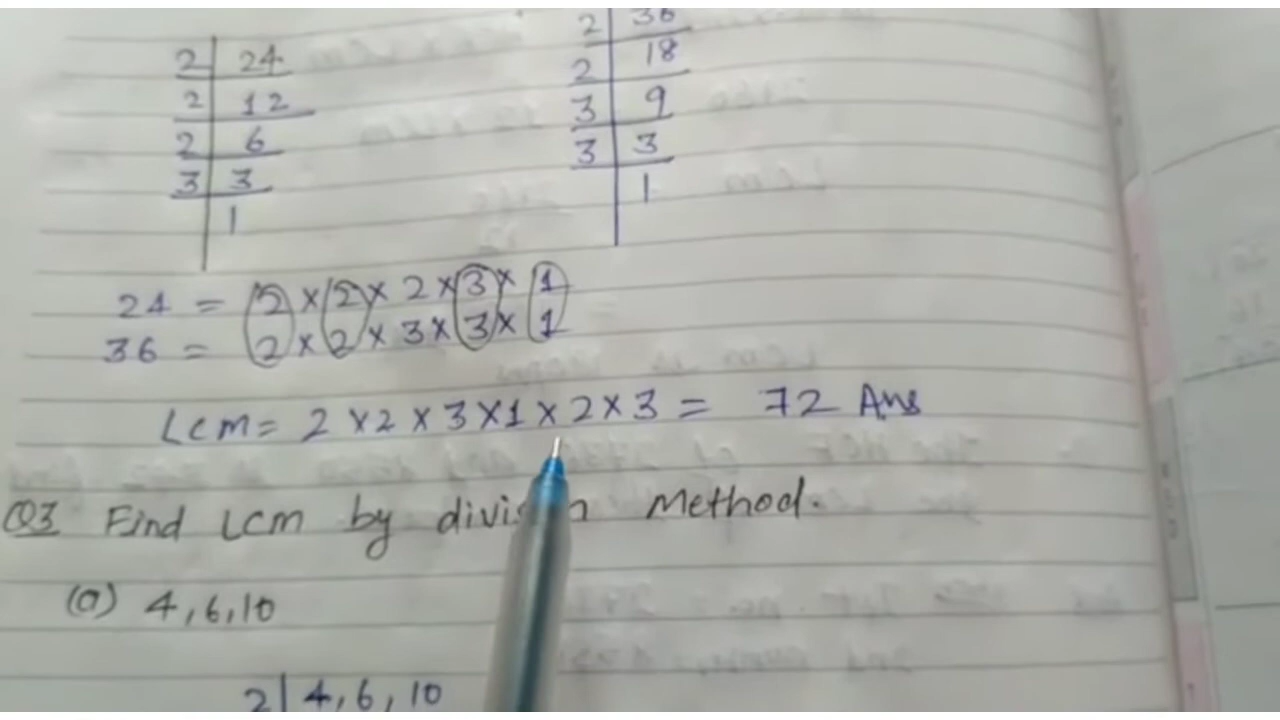 2 | 24
2 | 12
2 | 6
3 | 3
1
2 | 36
2 | 18
3 | 9
3 | 3
1
24 = 2 × 2 × 2 × 3 × 1
36 = 2 × 2 × 3 × 3 × 1
LCM = 2 × 2 × 3 × 1 × 2 × 3 = 72 Ans
Q3 Find LCM by Method.
(a) 4, 6, 10
2 | 4, 6, 10